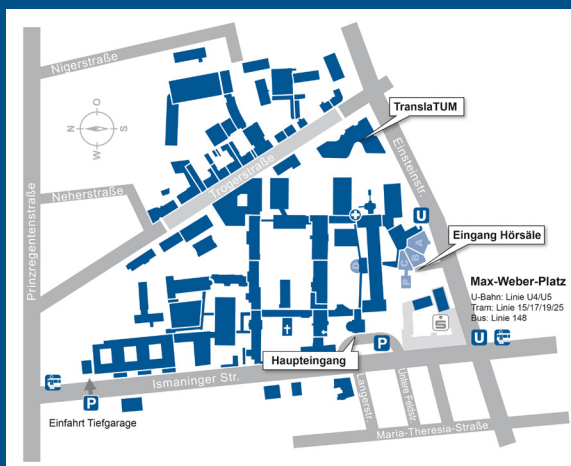 Nigerstraße
TranslaTUM
O
N
S
W
Einsteinstr.
Trogerstraße
Neherstraße
Prinzregentenstraße
U
Eingang Hörsäle
A
B
C
D
P
Max-Weber-Platz
U-Bahn: Linie U4/U5
Tram: Linie 15/17/19/25
Bus: Linie 148
S
U
Haupteingang
P
Ismaninger Str.
P
Einfahrt Tiefgarage
Langerstr.
Untere Feldstr.
Maria-Theresia-Straße